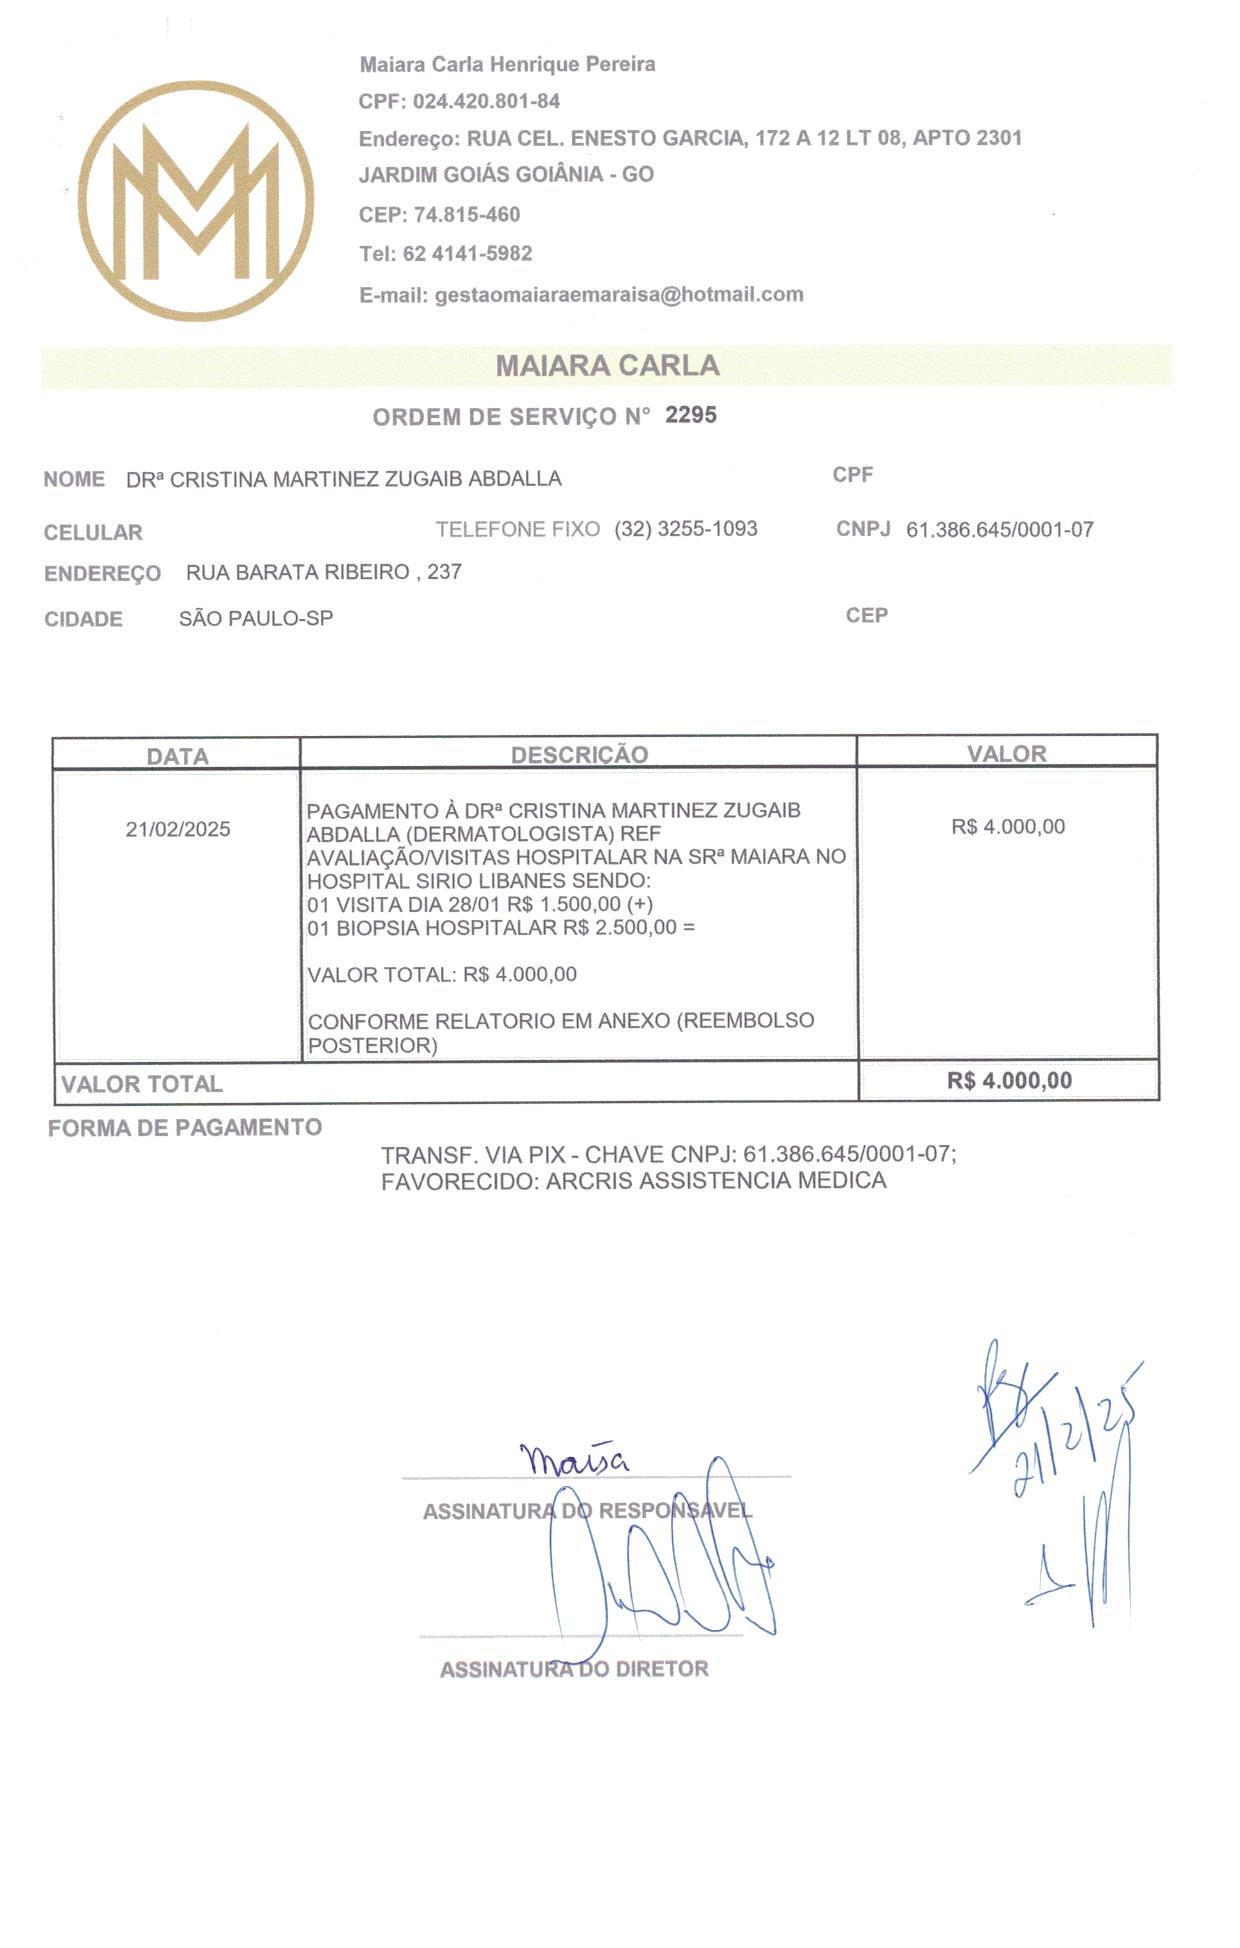 Maiara Carla Henrique Pereira
CPF: 024.420.801-84
Endereço: RUA CEL. ENESTO GARCIA, 172 A 12 LT 08, APTO 2301
JARDIM GOIÁS GOIÂNIA - GO
CEP: 74.815-460
Tel: 62 4141-5982
E-mail: gestaomaiaraemaraisa@hotmail.com
MAIARA CARLA
ORDEM DE SERVIÇO N° 2295
NOME DRª CRISTINA MARTINEZ ZUGAIB ABDALLA CPF
CELULAR TELEFONE FIXO (32) 3255-1093 CNPJ 61.386.645/0001-07
ENDEREÇO RUA BARATA RIBEIRO , 237
CIDADE SÃO PAULO-SP CEP
DATA DESCRIÇÃO VALOR
21/02/2025
PAGAMENTO À DRª CRISTINA MARTINEZ ZUGAIB
ABDALLA (DERMATOLOGISTA) REF
AVALIAÇÃO/VISITAS HOSPITALAR NA SRª MAIARA NO
HOSPITAL SIRIO LIBANES SENDO:
01 VISITA DIA 28/01 R$ 1.500,00 (+)
01 BIOPSIA HOSPITALAR R$ 2.500,00 =
VALOR TOTAL: R$ 4.000,00
CONFORME RELATORIO EM ANEXO (REEMBOLSO
POSTERIOR)
R$ 4.000,00
VALOR TOTAL R$ 4.000,00
FORMA DE PAGAMENTO
TRANSF. VIA PIX - CHAVE CNPJ: 61.386.645/0001-07;
FAVORECIDO: ARCRIS ASSISTENCIA MEDICA
21/2/25
Maísa
ASSINATURA DO RESPONSAVEL
ASSINATURA DO DIRETOR